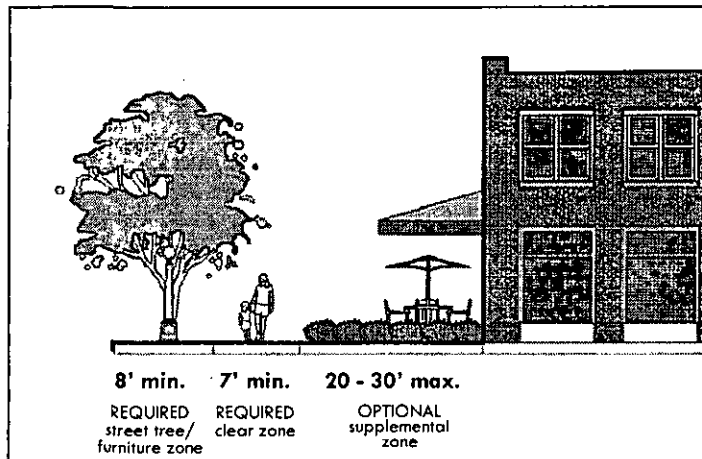 8' min. 7' min. 20 - 30' max.
REQUIRED street tree/ furniture zone
REQUIRED clear zone
OPTIONAL supplemental zone